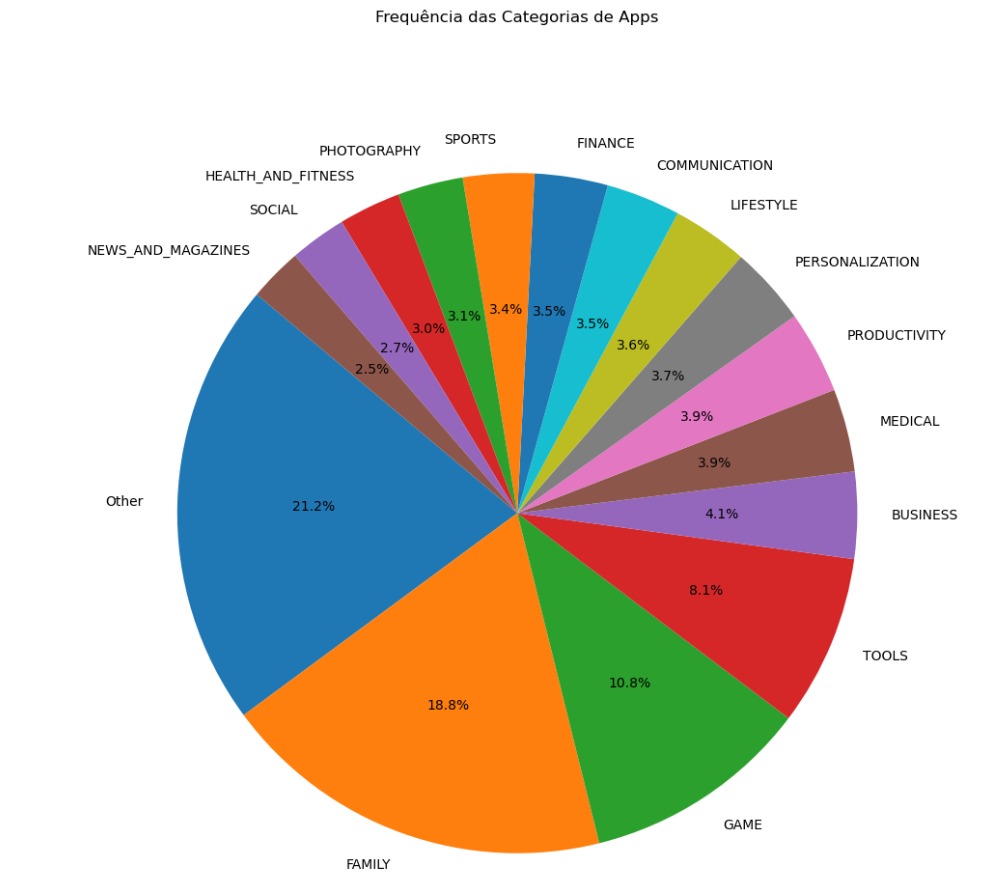 Frequência das Categorias de Apps
SPORTS
FINANCE
PHOTOGRAPHY
COMMUNICATION
HEALTH_AND_FITNESS
LIFESTYLE
SOCIAL
NEWS_AND_MAGAZINES
PERSONALIZATION
PRODUCTIVITY
MEDICAL
BUSINESS
TOOLS
GAME
FAMILY
Other
3.4%
3.5%
3.1%
3.5%
3.0%
3.6%
2.7%
2.5%
3.7%
3.9%
3.9%
4.1%
8.1%
10.8%
18.8%
21.2%